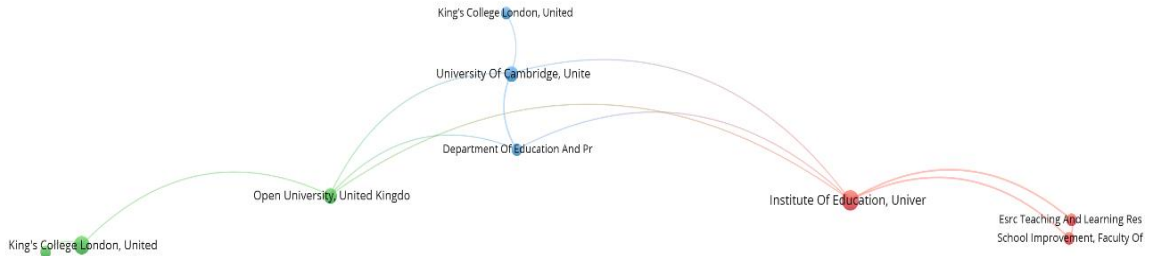 King's College London, United
University Of Cambridge, Unite
Department Of Education And Pr
Open University, United Kingdo
Institute Of Education, Univer
Esrc Teaching And Learning Res
School Improvement, Faculty Of
King's College London, United